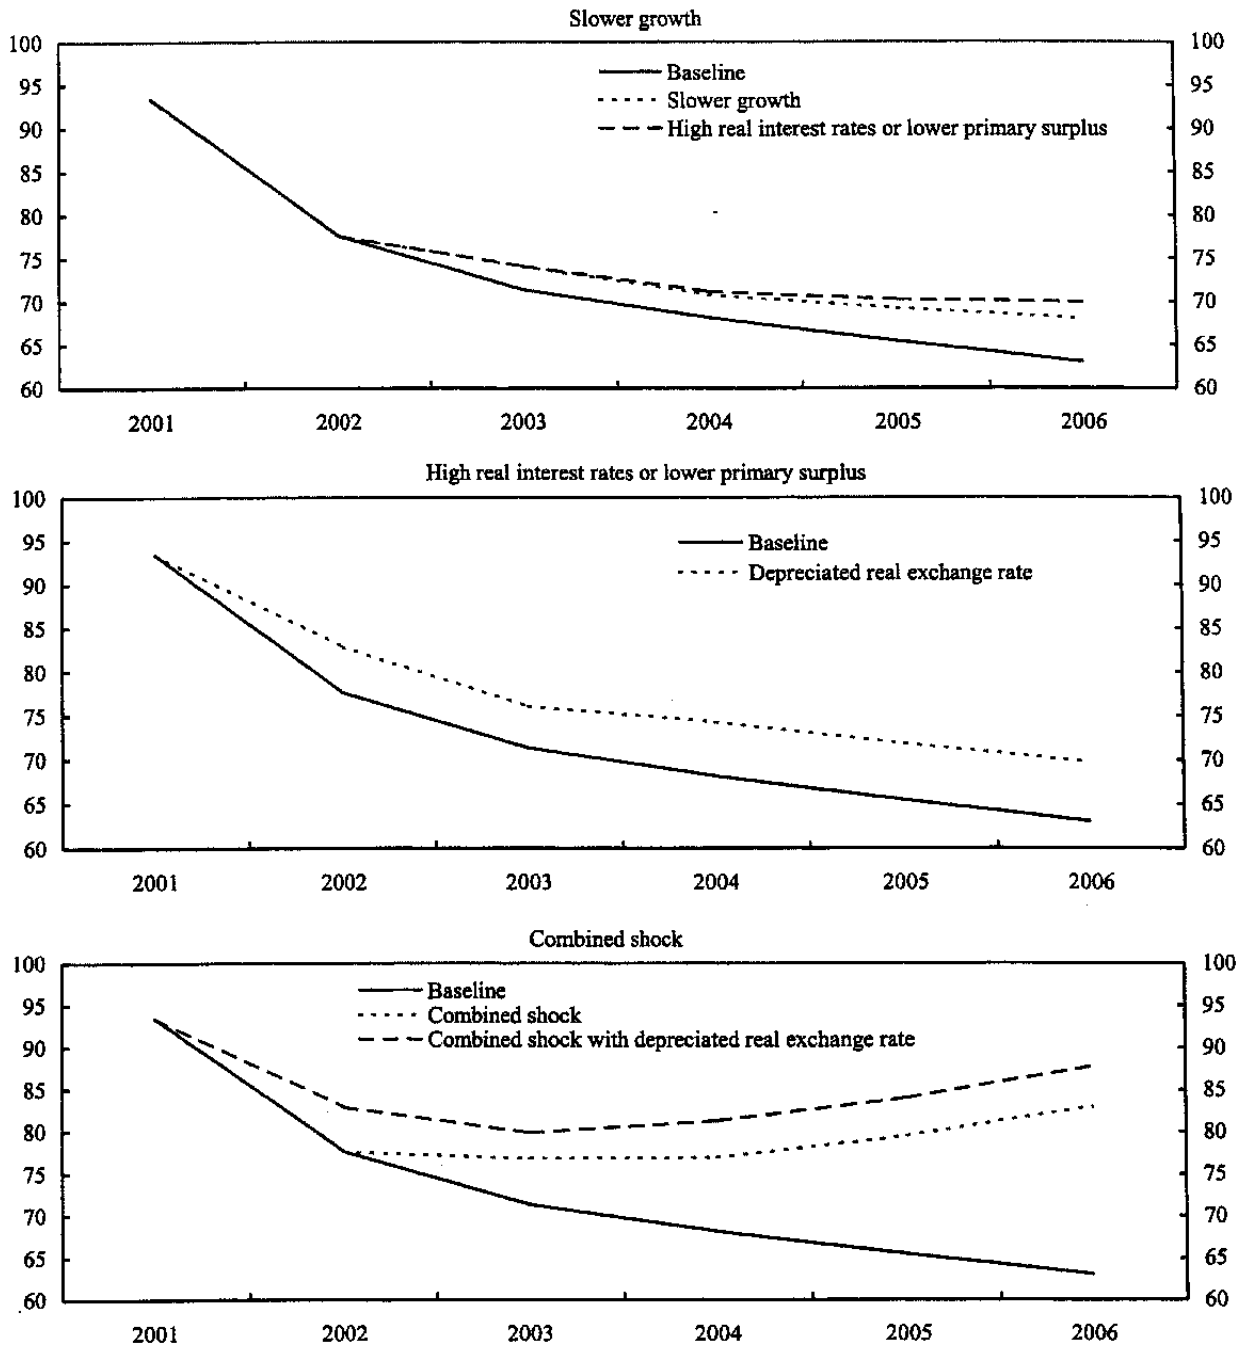 Slower growth
100 100
95 Baseline 95
90 Slower growth 90
85 High real interest rates or lower primary surplus 85
80 80
75 75
70 70
65 65
60 60
2001 2002 2003 2004 2005 2006
High real interest rates or lower primary surplus
100 100
95 Baseline 95
90 Depreciated real exchange rate 90
85 85
80 80
75 75
70 70
65 65
60 60
2001 2002 2003 2004 2005 2006
Combined shock
100 100
95 Baseline 95
90 Combined shock 90
85 Combined shock with depreciated real exchange rate 85
80 80
75 75
70 70
65 65
60 60
2001 2002 2003 2004 2005 2006